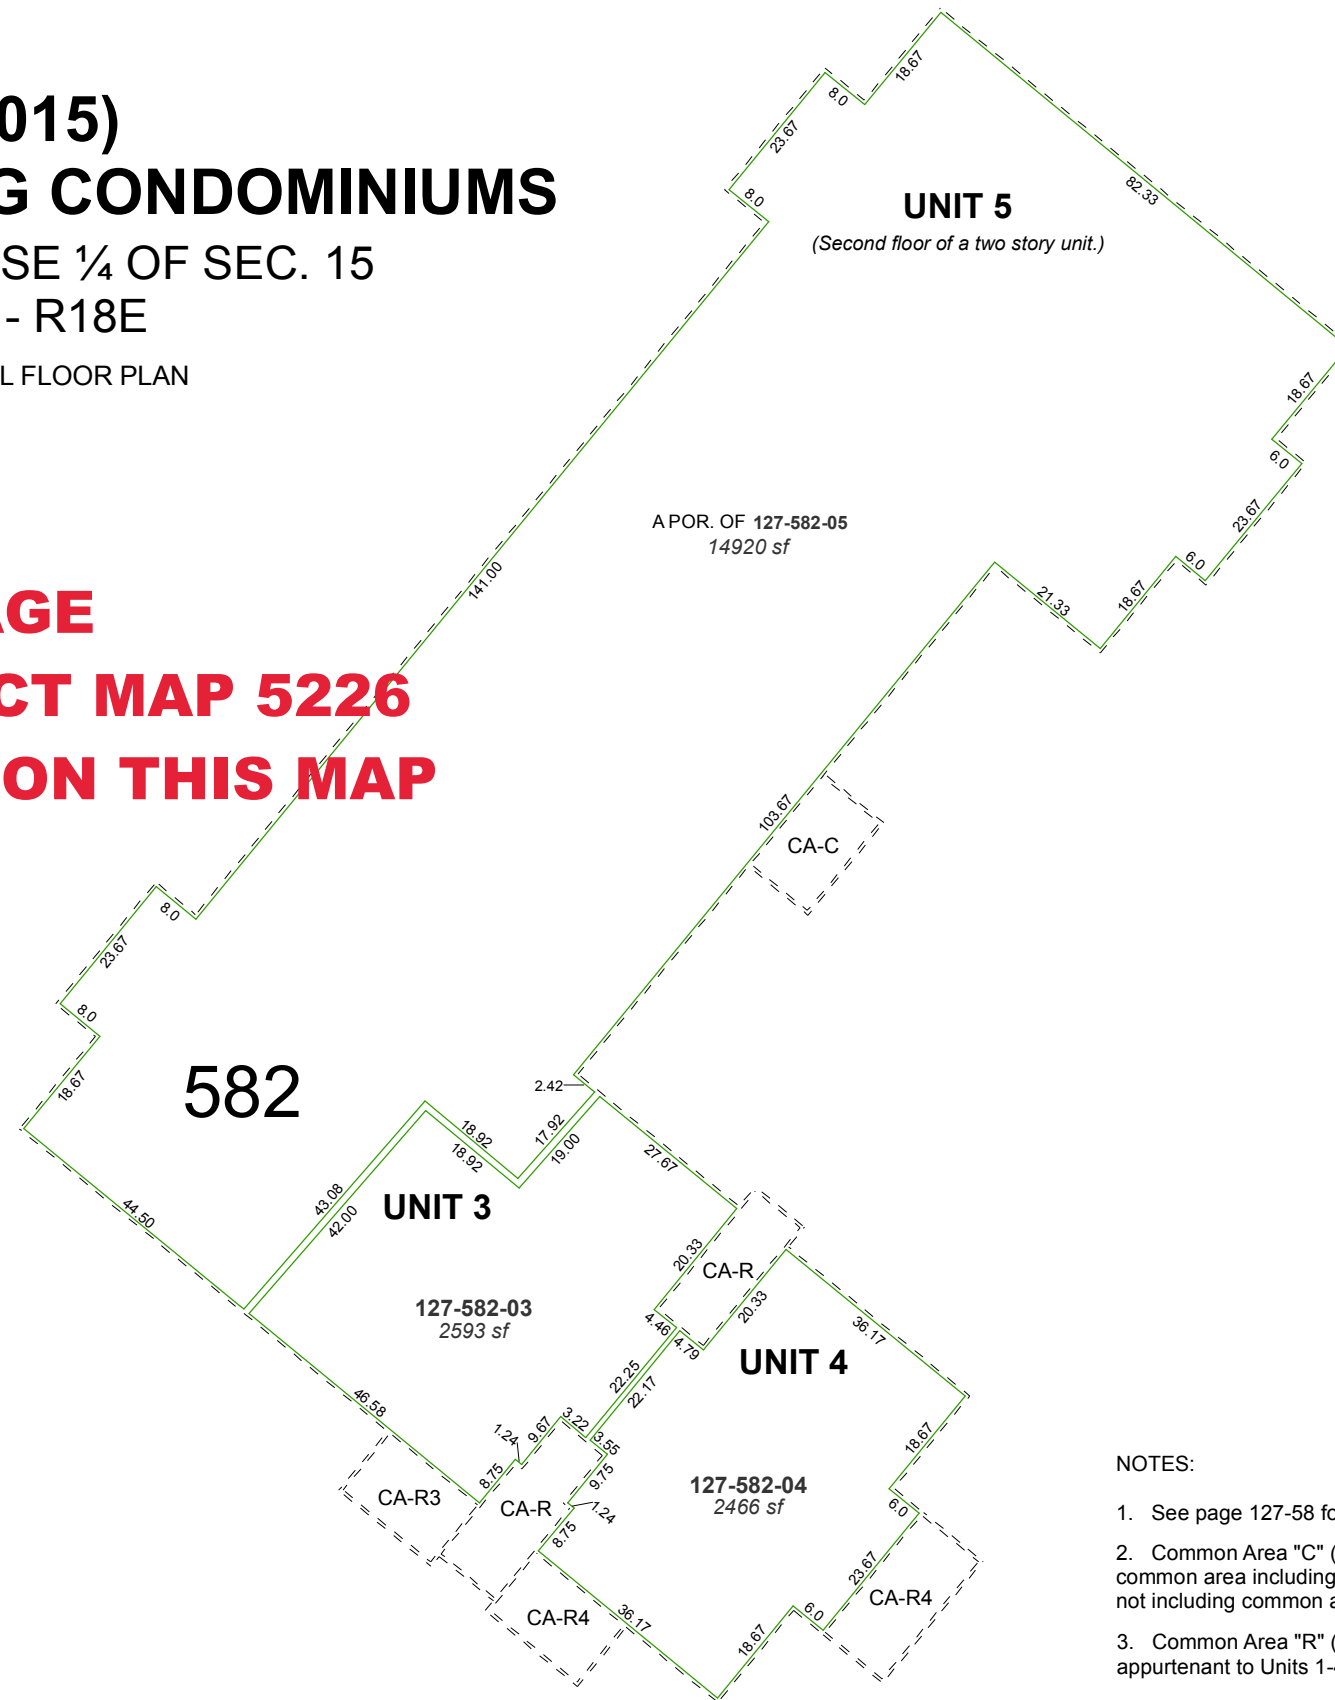 015)
G CONDOMINIUMS
SE ¼ OF SEC. 15
- R18E
L FLOOR PLAN
AGE
CT MAP 5226
ON THIS MAP
UNIT 5
(Second floor of a two story unit.)
A POR. OF 127-582-05
14920 sf
18.67
8.0
23.67
8.0
82.33
141.00
18.67
6.0
23.67
6.0
18.67
21.33
103.67
CA-C
8.0
23.67
8.0
18.67
582
2.42
17.92
19.00
18.92
18.92
43.08
42.00
44.50
27.67
UNIT 3
127-582-03
2593 sf
20.33
CA-R
20.33
4.46
4.79
22.25
22.17
36.17
UNIT 4
127-582-04
2466 sf
46.58
1.24
9.67
3.22
3.55
8.75
9.75
1.24
8.75
CA-R3
CA-R
CA-R4
36.17
18.67
6.0
23.67
6.0
18.67
CA-R4
NOTES:
1. See page 127-58 fo
2. Common Area "C" (
common area including
not including common a
3. Common Area "R" (
appurtenant to Units 1-4